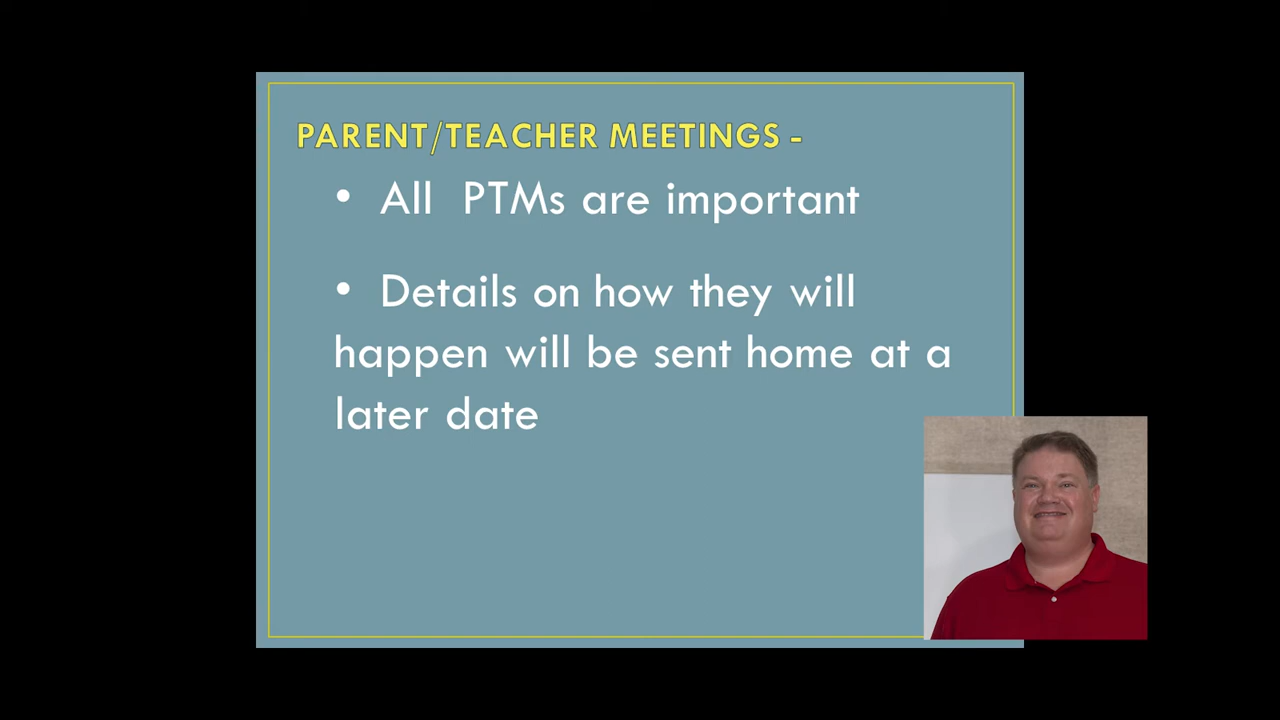 PARENT/TEACHER MEETINGS -
• All PTMs are important
• Details on how they will
happen will be sent home at a
later date